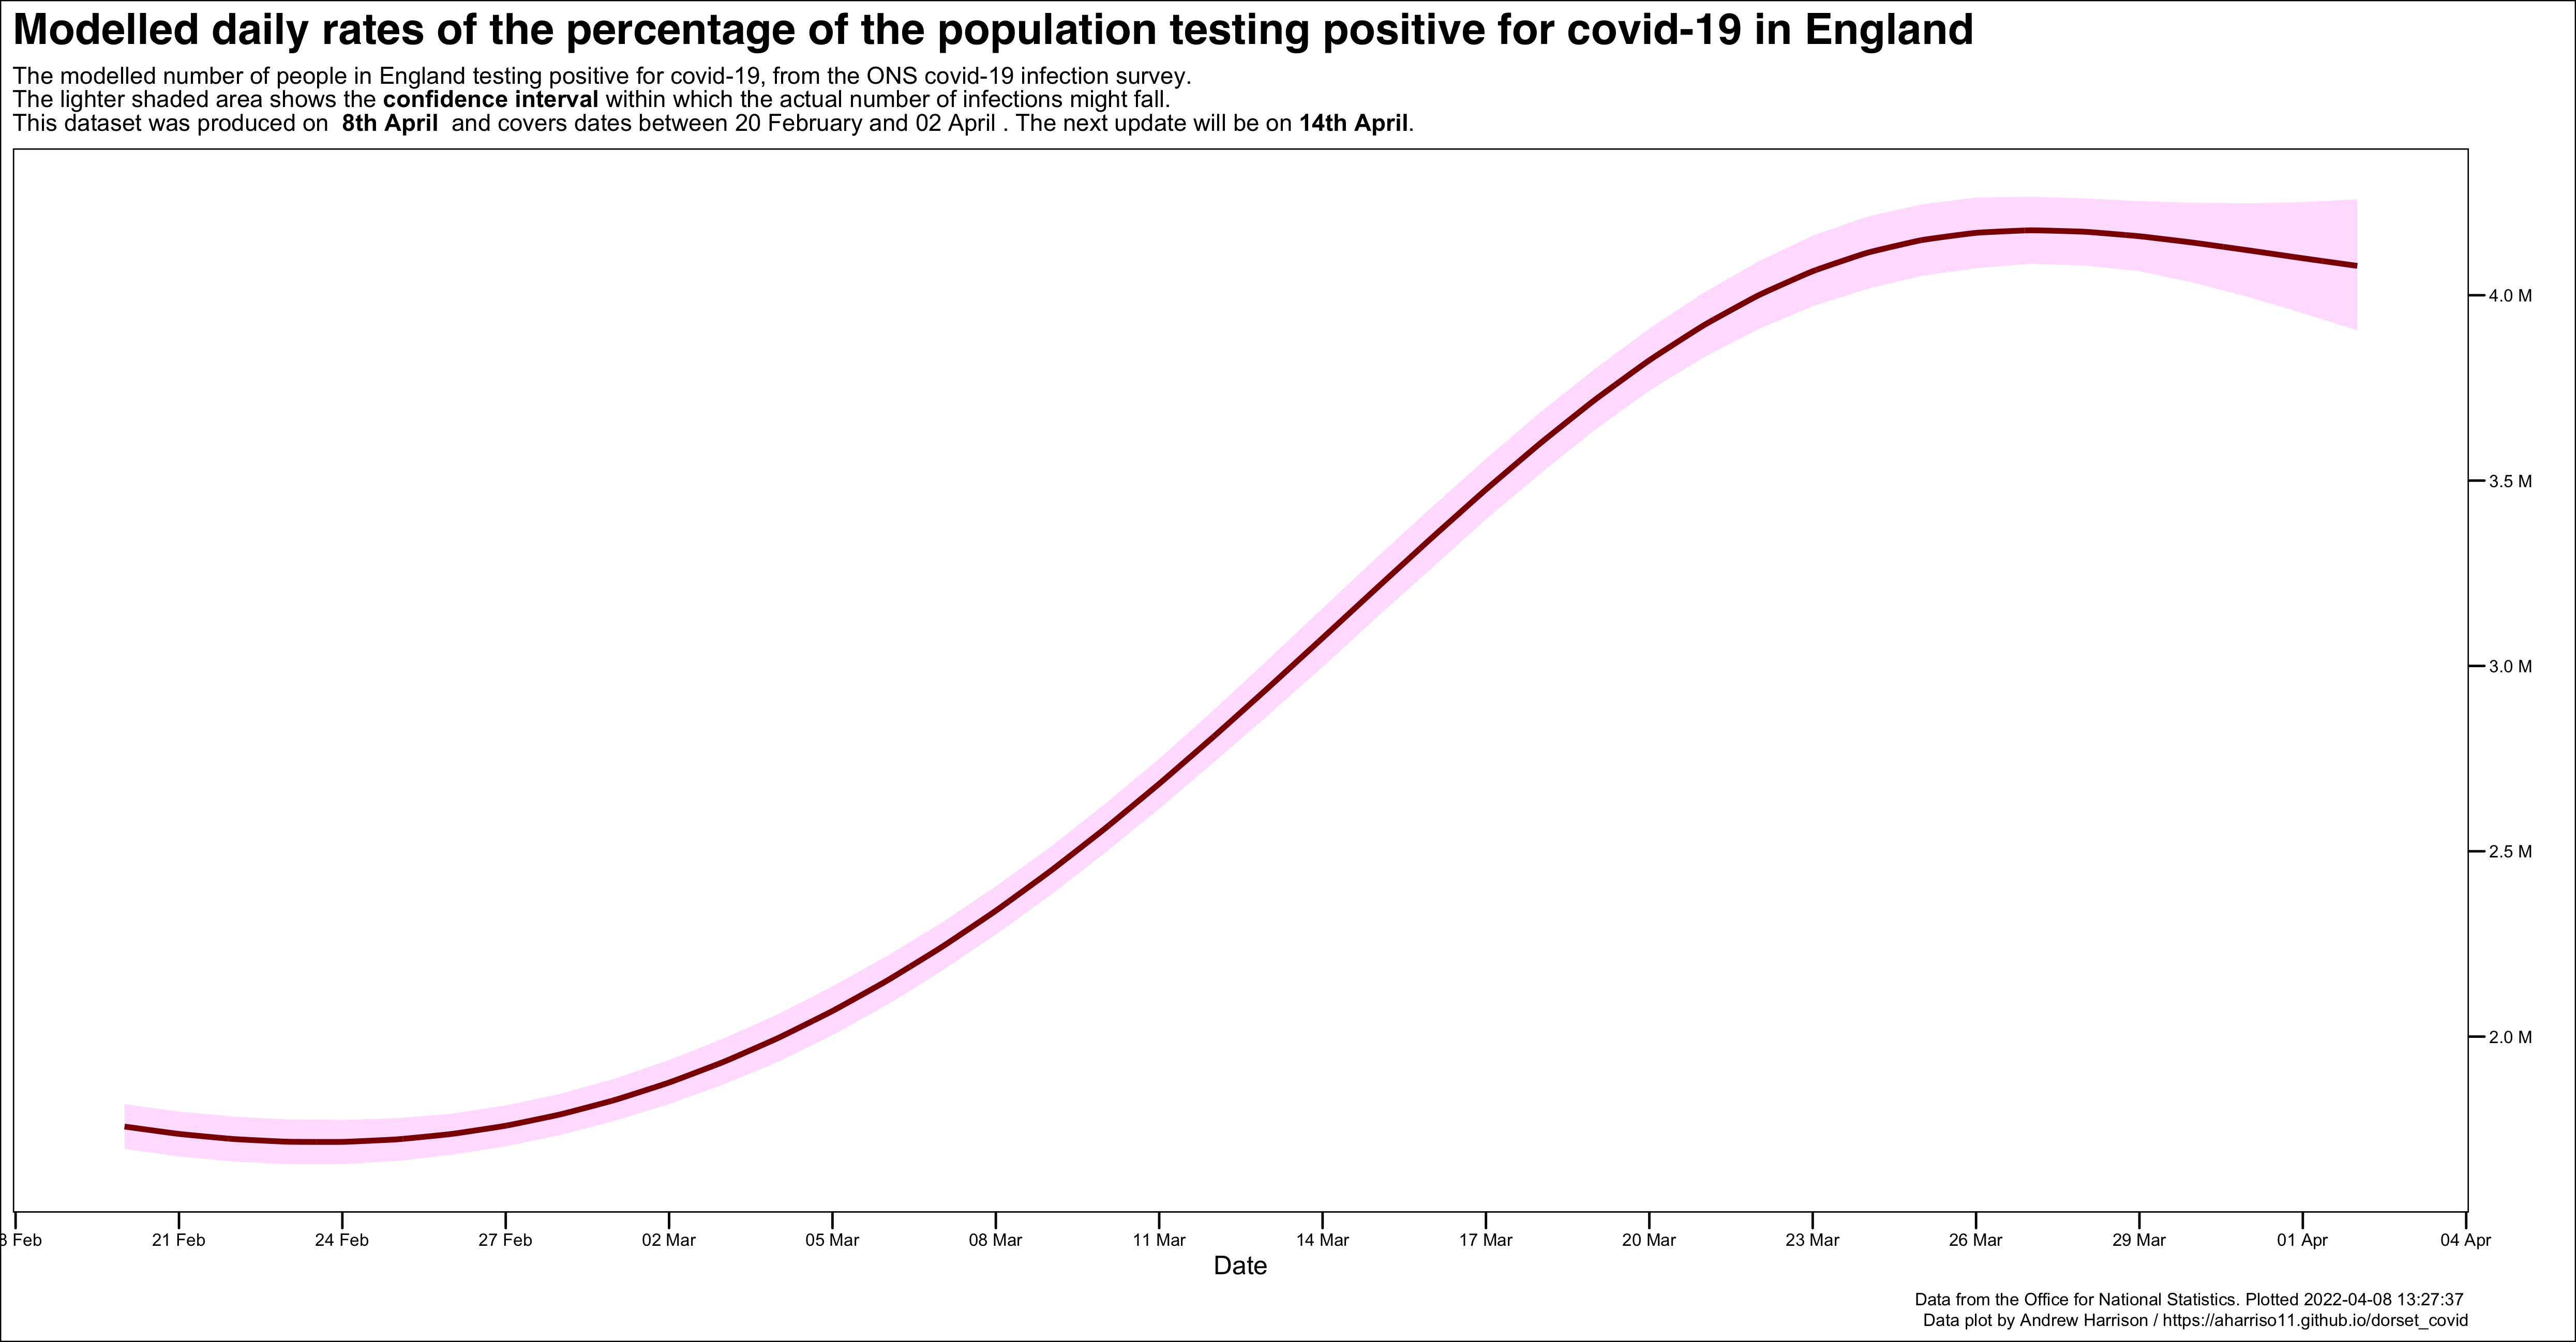 Modelled daily rates of the percentage of the population testing positive for covid-19 in England
The modelled number of people in England testing positive for covid-19, from the ONS covid-19 infection survey.
The lighter shaded area shows the confidence interval within which the actual number of infections might fall.
This dataset was produced on 8th April and covers dates between 20 February and 02 April . The next update will be on 14th April.
4.0 M
3.5 M
3.0 M
2.5 M
2.0 M
8 Feb 21 Feb 24 Feb 27 Feb 02 Mar 05 Mar 08 Mar 11 Mar 14 Mar 17 Mar 20 Mar 23 Mar 26 Mar 29 Mar 01 Apr 04 Apr
Date
Data from the Office for National Statistics. Plotted 2022-04-08 13:27:37
Data plot by Andrew Harrison / https://aharriso11.github.io/dorset_covid